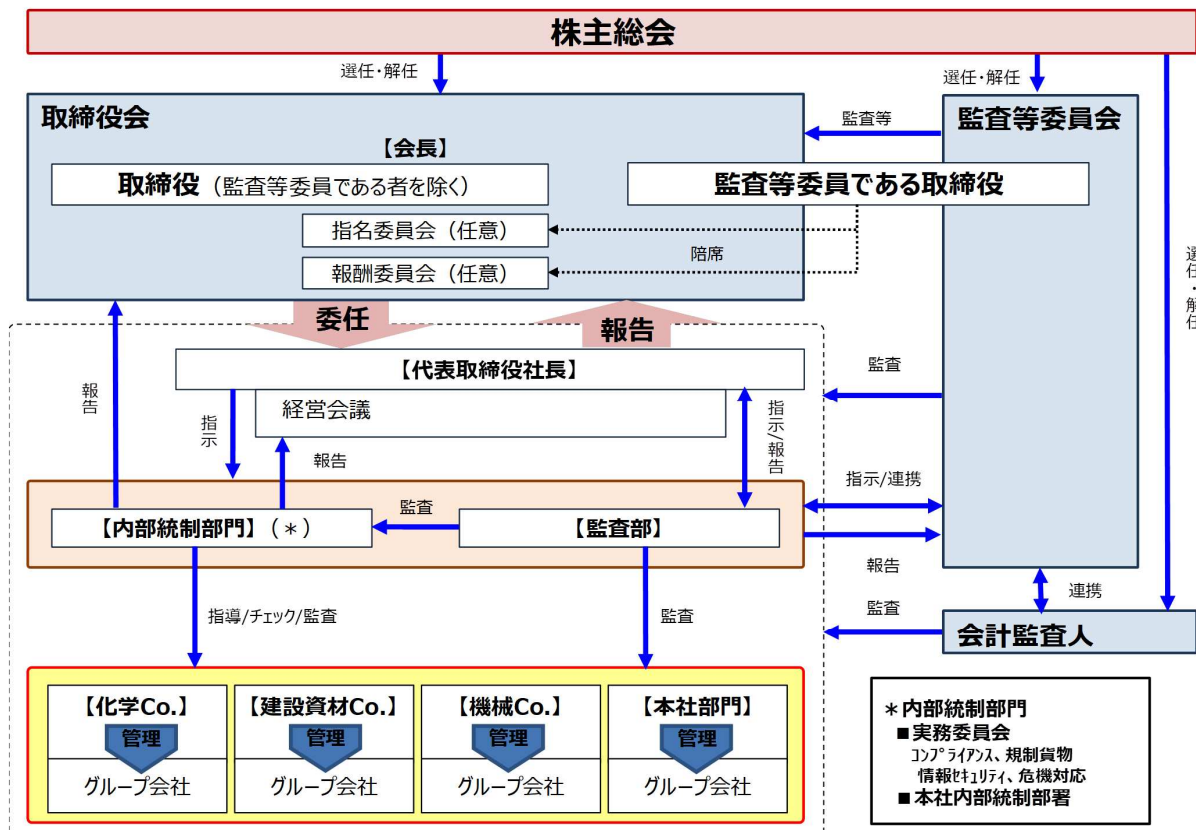 株主総会
選任・解任
選任・解任
取締役会
監査等
監査等委員会
【会長】
取締役（監査等委員である者を除く）
監査等委員である取締役
指名委員会（任意）
陪席
報酬委員会（任意）
選任・解任
委任
報告
【代表取締役社長】
監査
報告
経営会議
指示
指示/報告
報告
指示/連携
監査
【内部統制部門】（＊）
【監査部】
報告
連携
指導/チェック/監査
監査
監査
会計監査人
【化学Co.】
【建設資材Co.】
【機械Co.】
【本社部門】
管理
管理
管理
管理
グループ会社
グループ会社
グループ会社
グループ会社
＊内部統制部門
■実務委員会
コンプライアンス、規制貨物
情報セキュリティ、危機対応
■本社内部統制部署